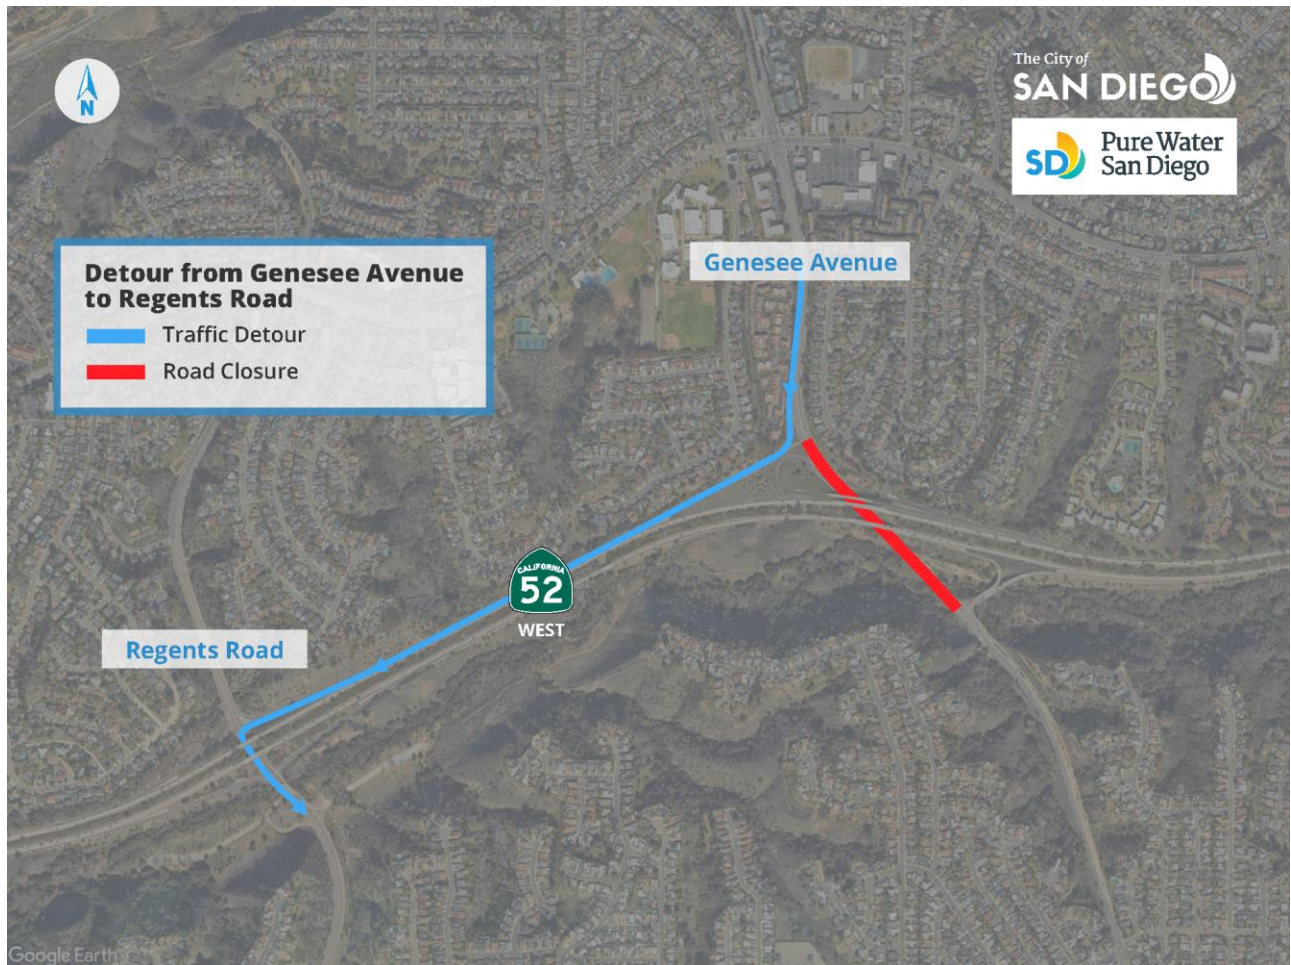 N
The City of
SAN DIEGO
SD
Pure Water
San Diego
Genesee Avenue
Detour from Genesee Avenue
to Regents Road
Traffic Detour
Road Closure
CALIFORNIA
52
WEST
Regents Road
Google Earth